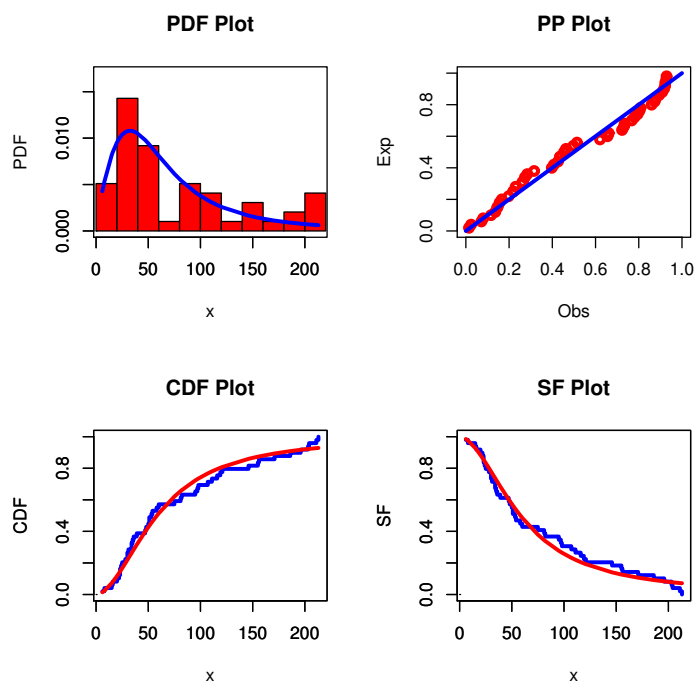 PDF Plot
PDF
0.000
0.010
0 50 100 150 200
x
PP Plot
Exp
0.0 0.4 0.8
0.0 0.2 0.4 0.6 0.8 1.0
Obs
CDF Plot
CDF
0.0 0.4 0.8
0 50 100 150 200
x
SF Plot
SF
0.0 0.4 0.8
0 50 100 150 200
x